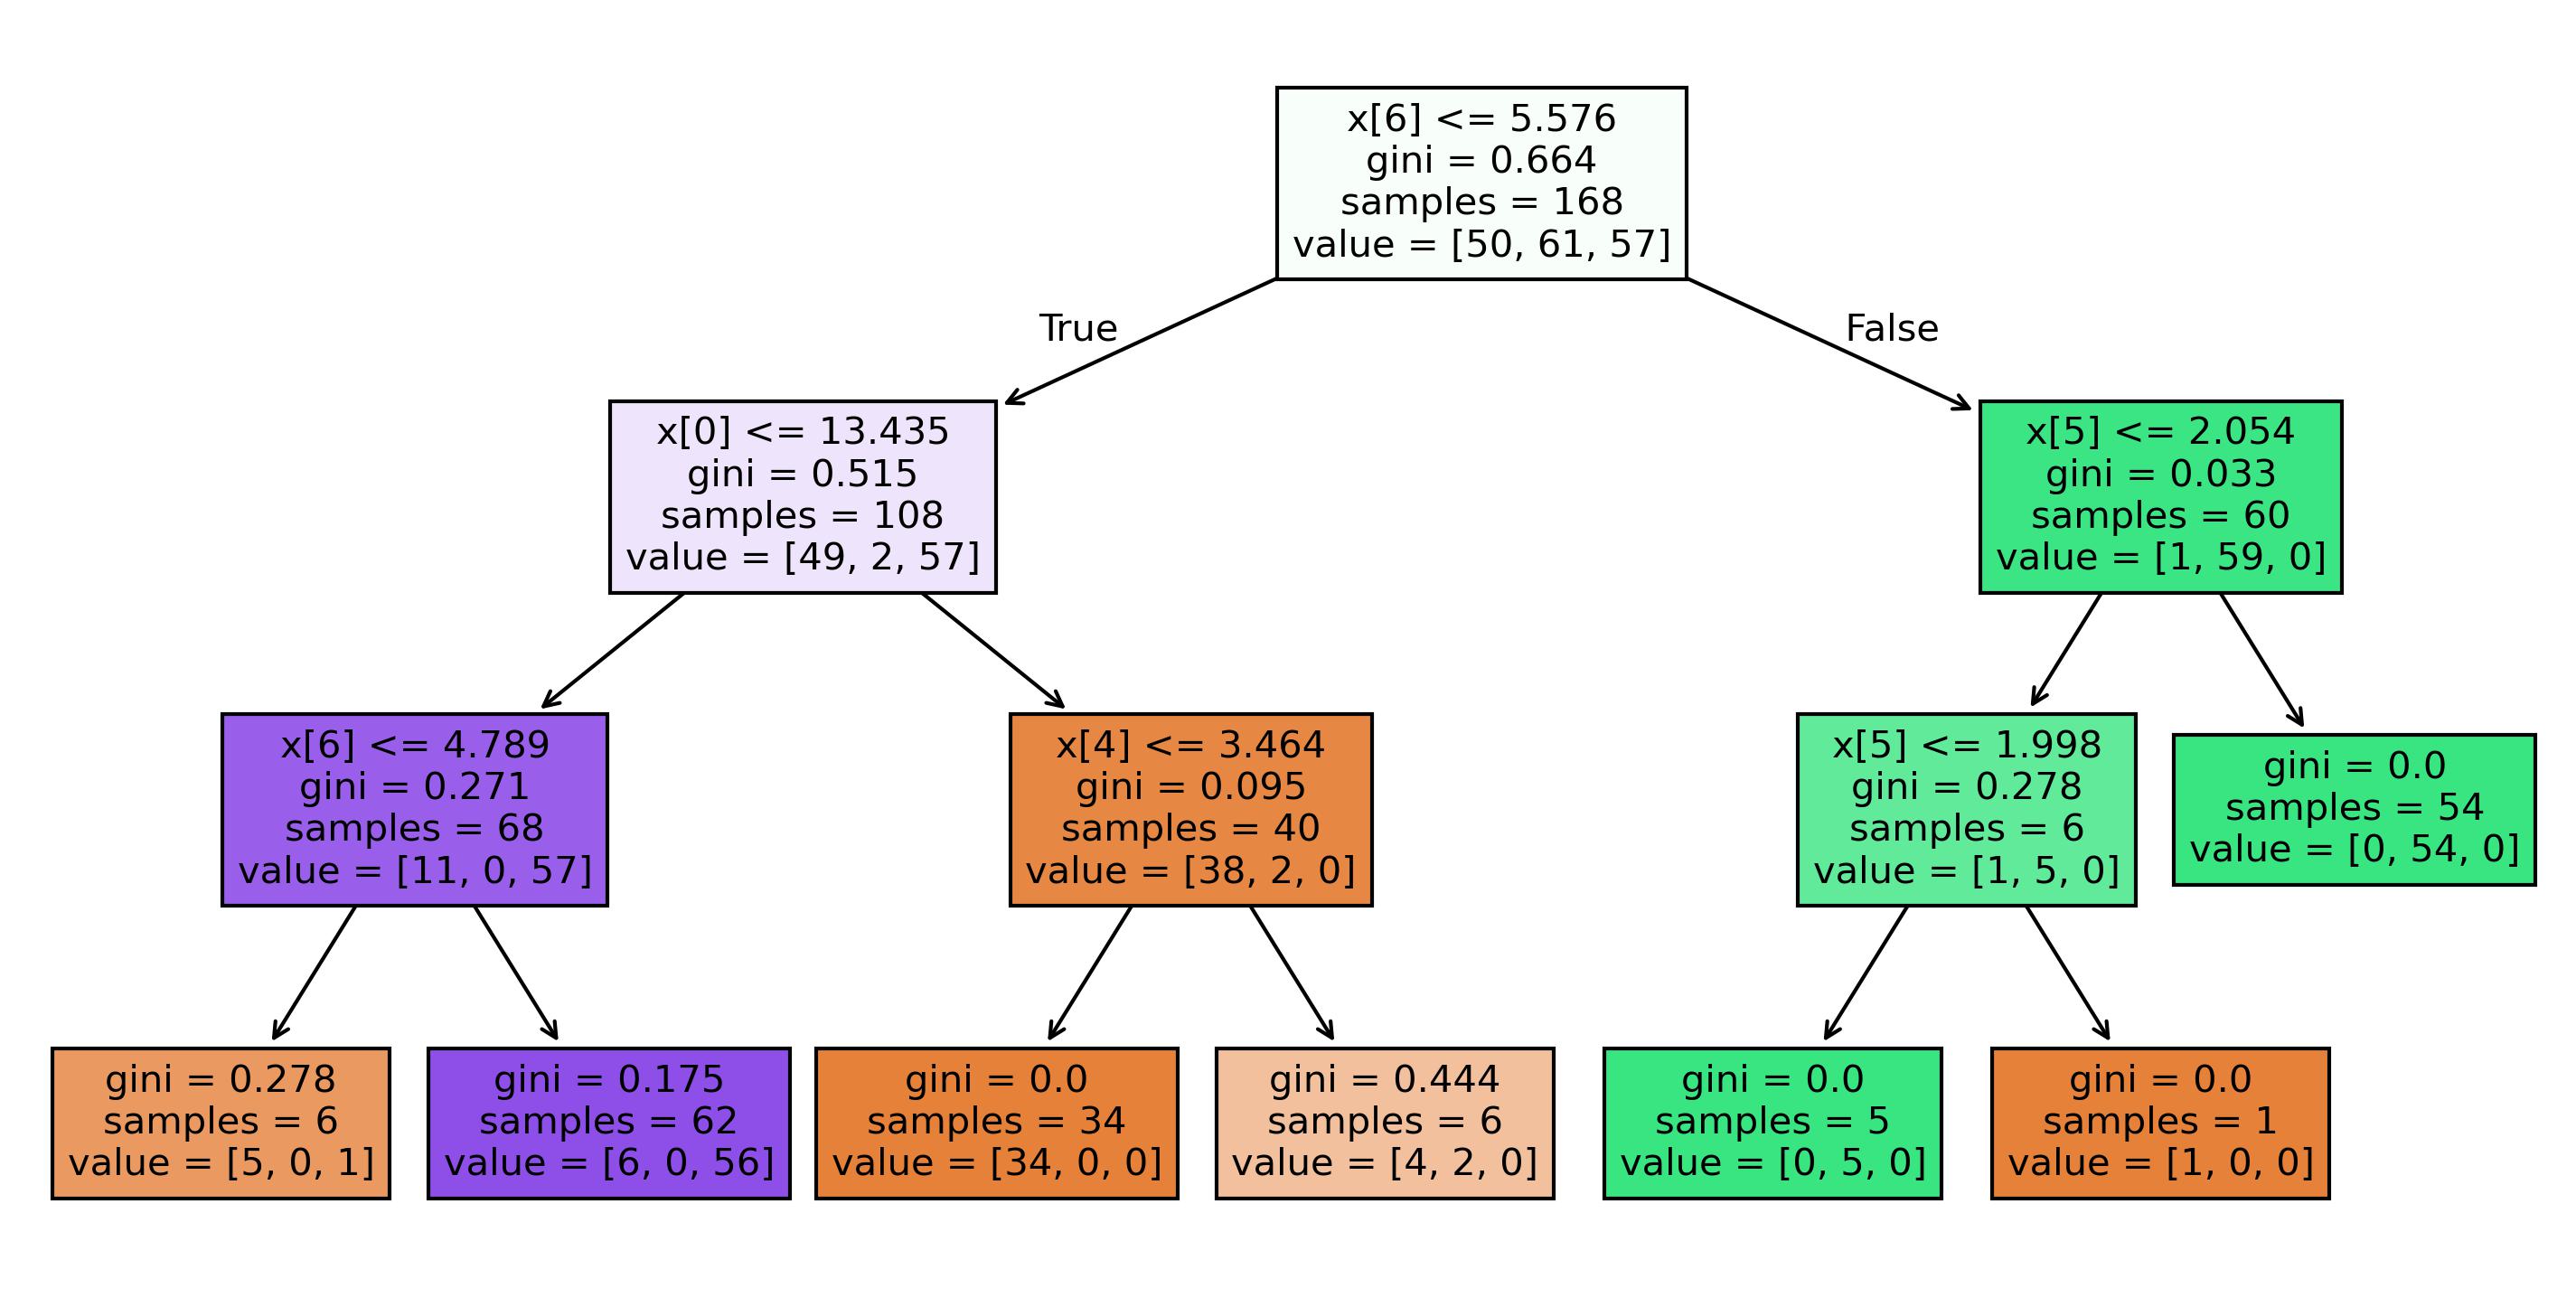 x[6] <= 5.576
gini = 0.664
samples = 168
value = [50, 61, 57]
True
False
x[0] <= 13.435
gini = 0.515
samples = 108
value = [49, 2, 57]
x[5] <= 2.054
gini = 0.033
samples = 60
value = [1, 59, 0]
x[6] <= 4.789
gini = 0.271
samples = 68
value = [11, 0, 57]
x[4] <= 3.464
gini = 0.095
samples = 40
value = [38, 2, 0]
x[5] <= 1.998
gini = 0.278
samples = 6
value = [1, 5, 0]
gini = 0.0
samples = 54
value = [0, 54, 0]
gini = 0.278
samples = 6
value = [5, 0, 1]
gini = 0.175
samples = 62
value = [6, 0, 56]
gini = 0.0
samples = 34
value = [34, 0, 0]
gini = 0.444
samples = 6
value = [4, 2, 0]
gini = 0.0
samples = 5
value = [0, 5, 0]
gini = 0.0
samples = 1
value = [1, 0, 0]